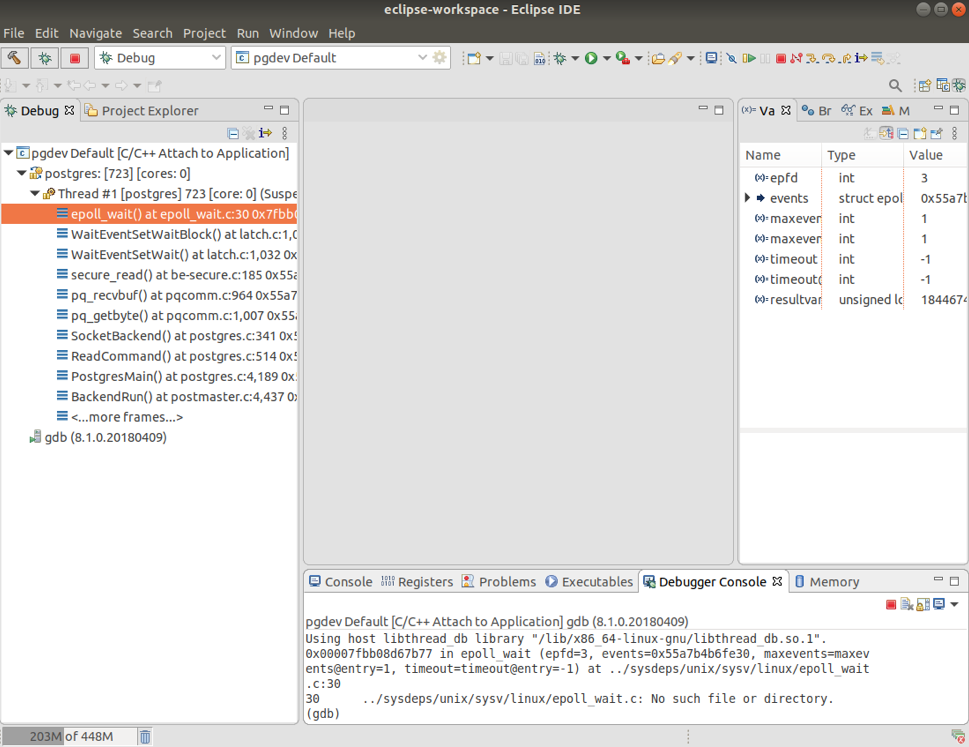 eclipse-workspace - Eclipse IDE
File Edit Navigate Search Project Run Window Help
Debug
pgdev Default
Debug Project Explorer
pgdev Default [C/C++ Attach to Application]
postgres: [723] [cores: 0]
Thread #1 [postgres] 723 [core: 0] (Suspe
epoll_wait() at epoll_wait.c:30 0x7fbb0
WaitEventSetWaitBlock() at latch.c:1,0
WaitEventSetWait() at latch.c:1,032 0x
secure_read() at be-secure.c:185 0x55a
pq_recvbuf() at pqcomm.c:964 0x55a7
pq_getbyte() at pqcomm.c:1,007 0x55
SocketBackend() at postgres.c:341 0x5
ReadCommand() at postgres.c:514 0x5
PostgresMain() at postgres.c:4,189 0x
BackendRun() at postmaster.c:4,437 0x
<...more frames...>
gdb (8.1.0.20180409)
(x)= Va Br Ex M
Name Type Value
(x)= epfd int 3
events struct epol 0x55a7b
(x)= maxever int 1
(x)= maxever int 1
(x)= timeout int -1
(x)= timeout@ int -1
(x)= resultvar unsigned lo 1844674
Console Registers Problems Executables Debugger Console Memory
pgdev Default [C/C++ Attach to Application] gdb (8.1.0.20180409)
Using host libthread_db library "/lib/x86_64-linux-gnu/libthread_db.so.1".
0x00007fbb08d67b77 in epoll_wait (epfd=3, events=0x55a7b4b6fe30, maxevents=maxev
ents@entry=1, timeout=timeout@entry=-1) at ../sysdeps/unix/sysv/linux/epoll_wait
.c:30
30 ../sysdeps/unix/sysv/linux/epoll_wait.c: No such file or directory.
(gdb)
203M of 448M